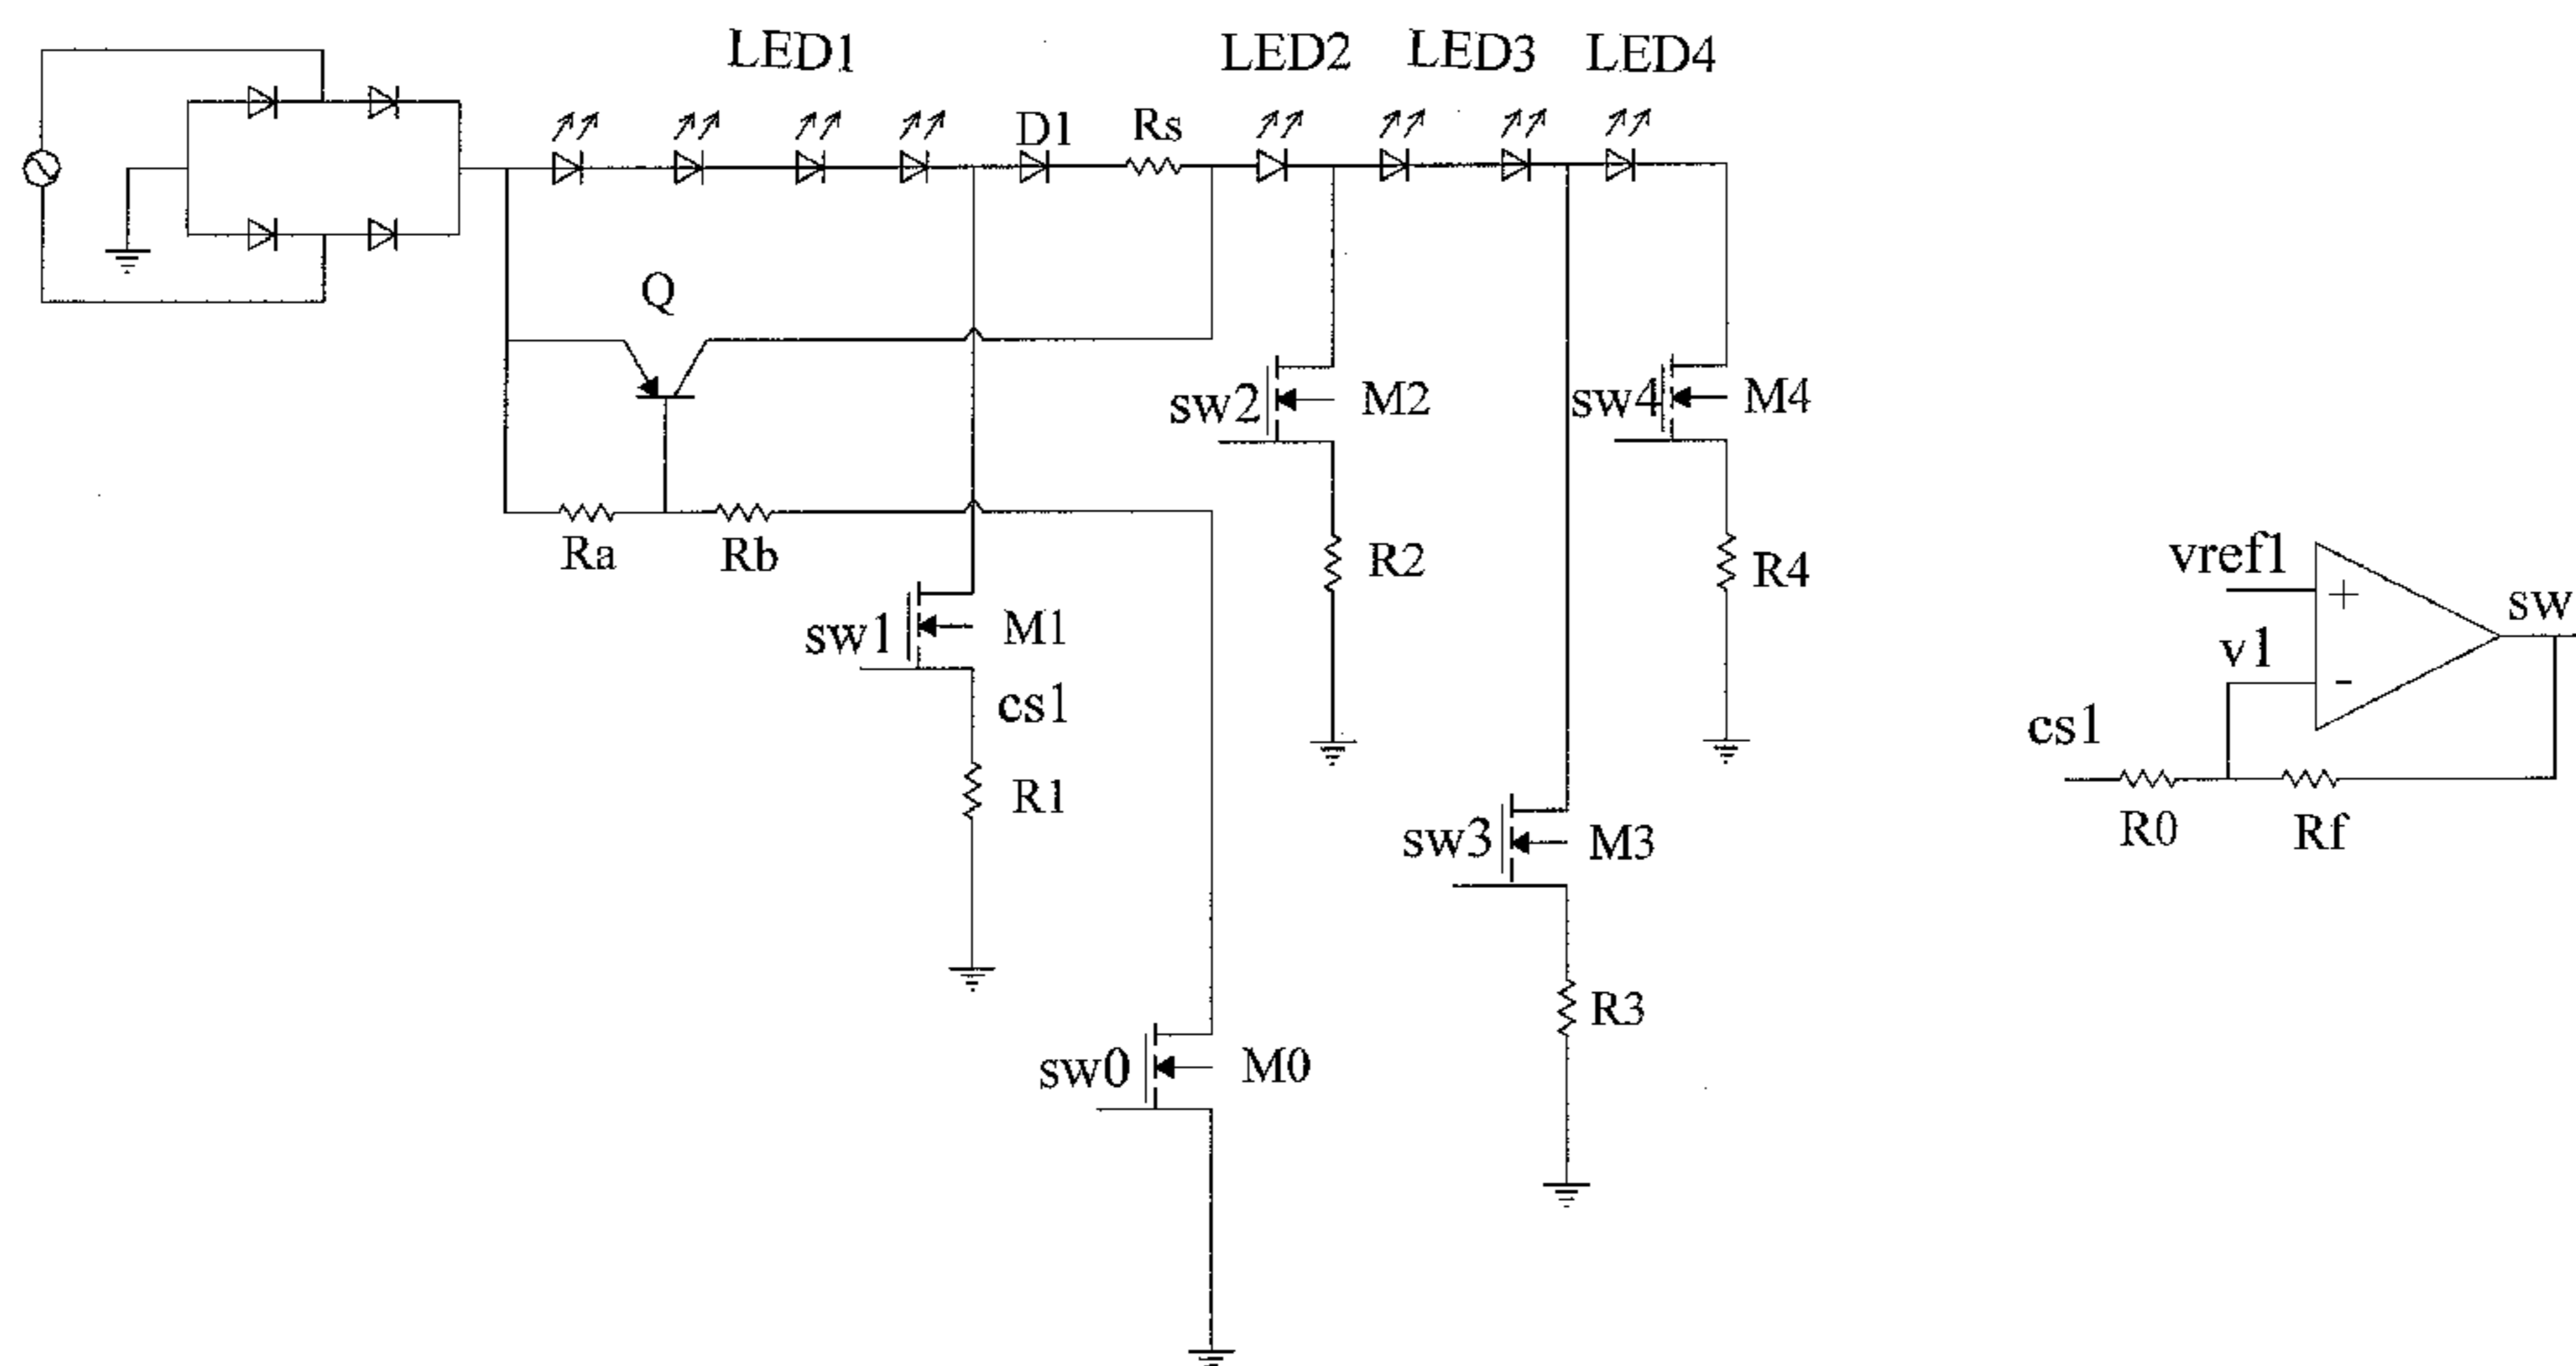 LED1
LED2
LED3
LED4
D1
Rs
Q
sw2
M2
sw4
M4
Ra
Rb
R2
R4
vref1
+
sw
v1
-
sw1
M1
cs1
cs1
R1
R0
Rf
sw3
M3
R3
sw0
M0